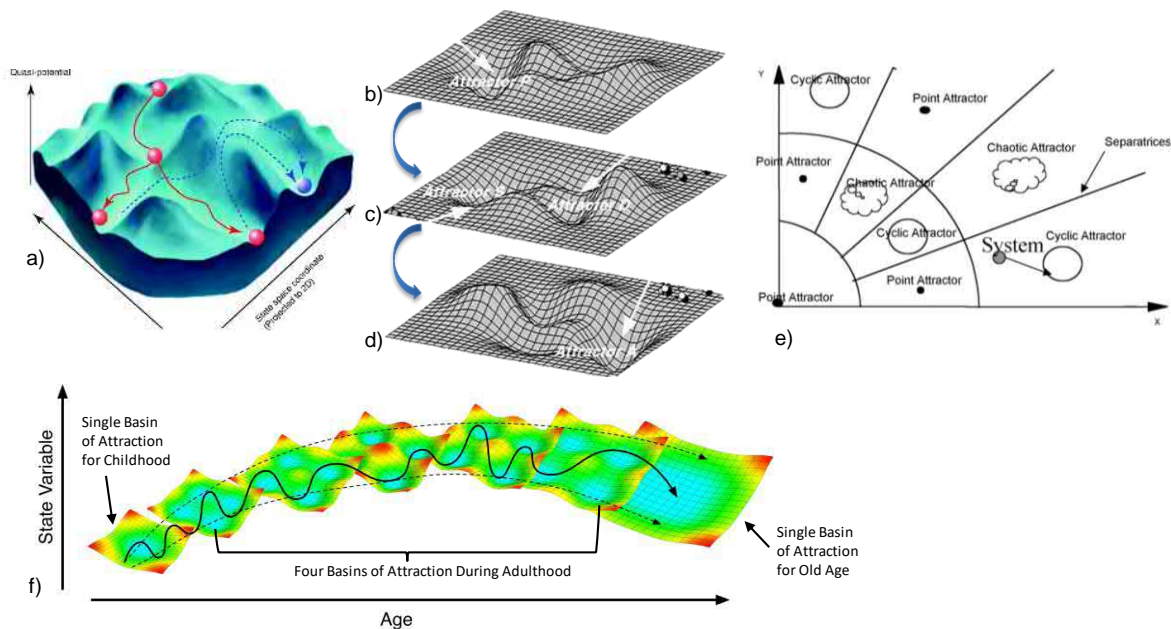 Quasi-potential
a)
State space coordinate
(Projected to 2D)
b)
c)
Attractor B
Attractor D
d)
Attractor A
Y
Cyclic Attractor
Point Attractor
Chaotic Attractor
Separatrices
Point Attractor
Chaotic Attractor
Cyclic Attractor
System
Cyclic Attractor
Point Attractor
Point Attractor
X
e)
State Variable
Single Basin
of Attraction
for Childhood
Four Basins of Attraction During Adulthood
Single Basin
of Attraction
for Old Age
f)
Age